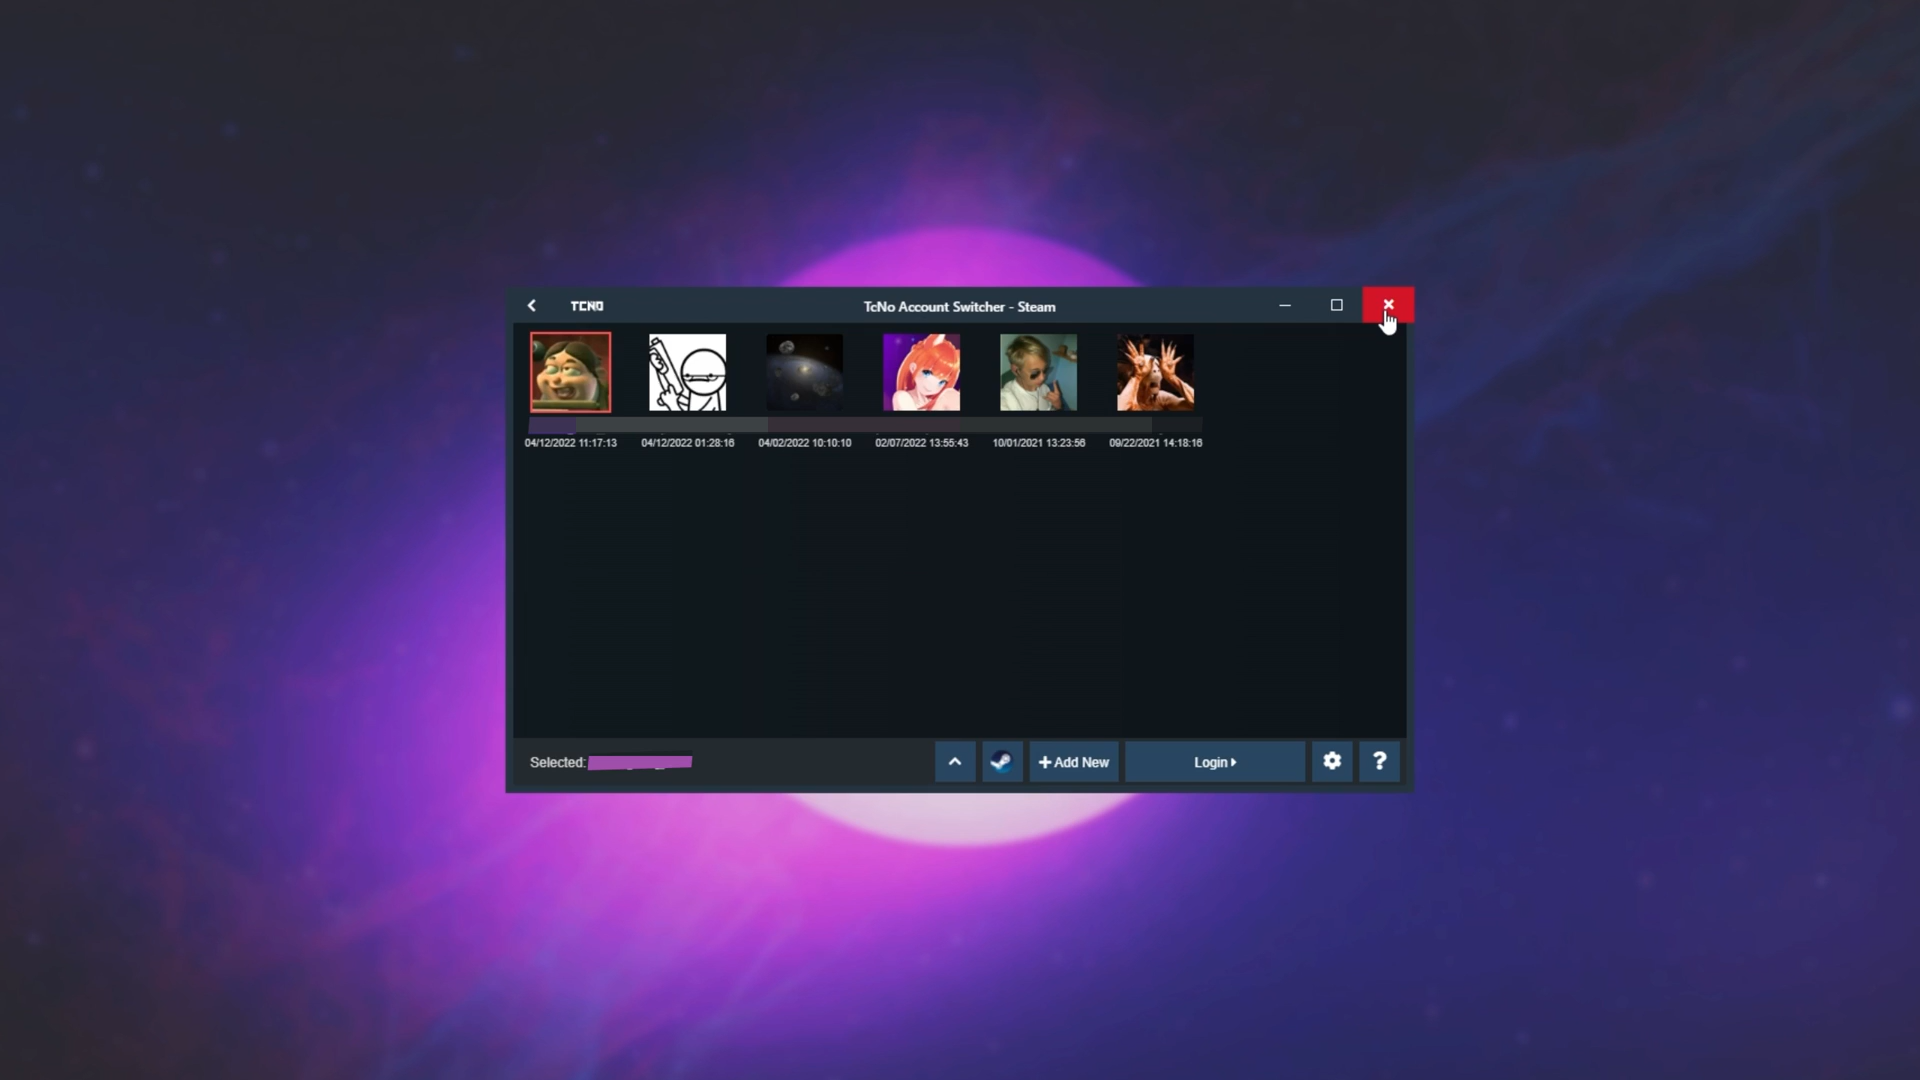 TCNO
TcNo Account Switcher - Steam
04/12/2022 11:17:13
04/12/2022 01:28:16
04/02/2022 10:10:10
02/07/2022 13:55:43
10/01/2021 13:23:56
09/22/2021 14:18:16
Selected:
Add New
Login
?